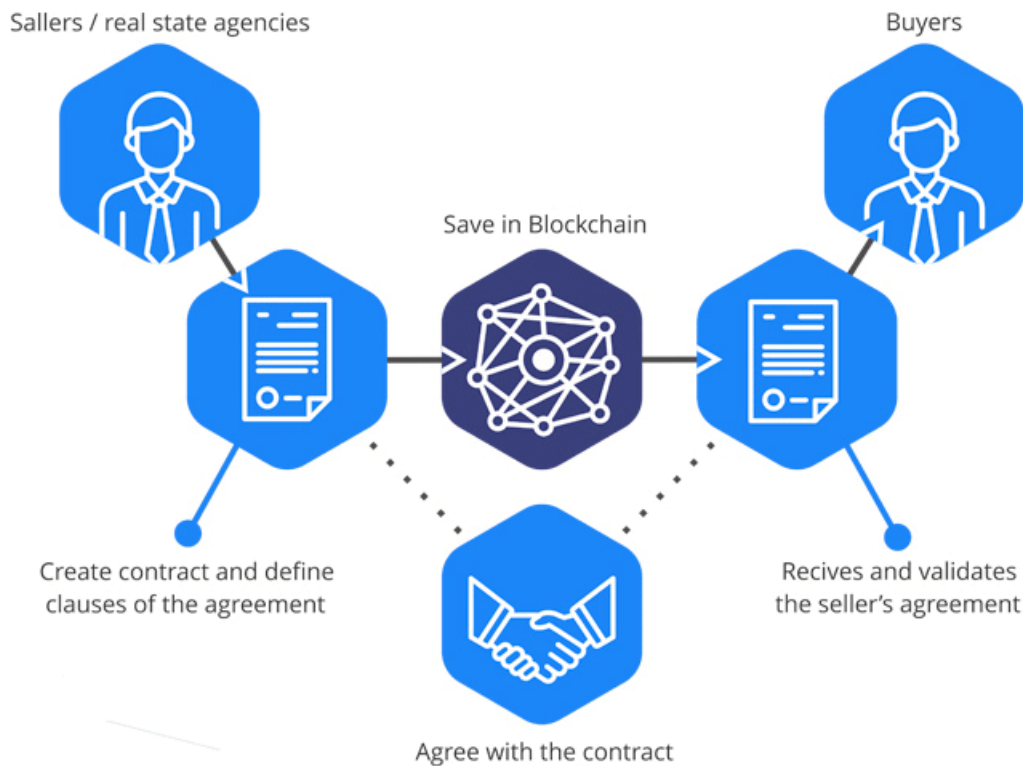 Sallers / real state agencies
Buyers
Save in Blockchain
Create contract and define
clauses of the agreement
Recives and validates
the seller's agreement
Agree with the contract